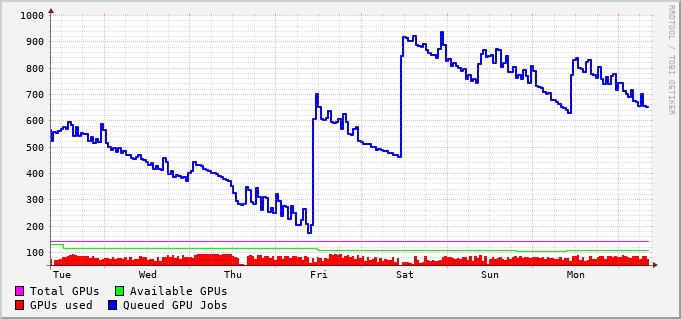 1000
900
800
700
600
500
400
300
200
100
Tue Wed Thu Fri Sat Sun Mon
Total GPUs Available GPUs
GPUs used Queued GPU Jobs
RRDTOOL / TOBI OETIKER